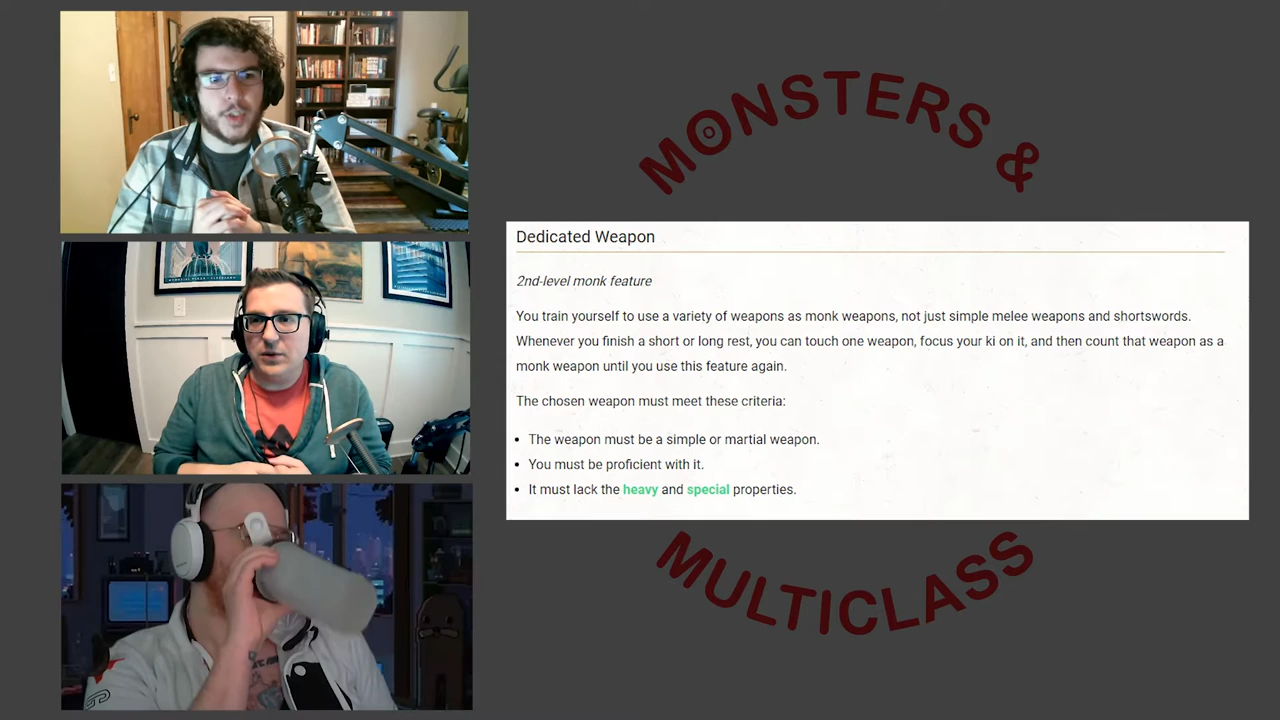 MONSTERS &
Dedicated Weapon
2nd-level monk feature
You train yourself to use a variety of weapons as monk weapons, not just simple melee weapons and shortswords.
Whenever you finish a short or long rest, you can touch one weapon, focus your ki on it, and then count that weapon as a
monk weapon until you use this feature again.
The chosen weapon must meet these criteria:
• The weapon must be a simple or martial weapon.
• You must be proficient with it.
• It must lack the heavy and special properties.
MULTICLASS